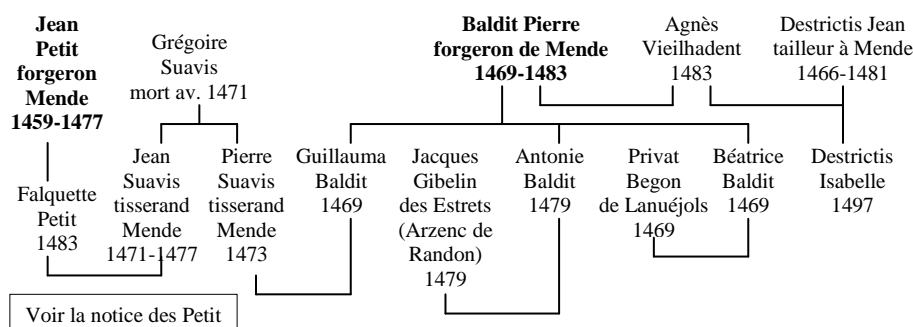 Jean
Petit
forgeron
Mende
1459-1477
Grégoire
Suavis
mort av. 1471
Baldit Pierre
forgeron de Mende
1469-1483
Agnès
Vieilhadent
1483
Destrictis Jean
tailleur à Mende
1466-1481
Falquette
Petit
1483
Jean
Suavis
tisserand
Mende
1471-1477
Pierre
Suavis
tisserand
Mende
1473
Guillauma
Baldit
1469
Jacques
Gibelin
des Estrets
(Arzenc de
Randon)
1479
Antonie
Baldit
1479
Privat
Begon
de Lanuéjols
1469
Béatrice
Baldit
1469
Destrictis
Isabelle
1497
Voir la notice des Petit